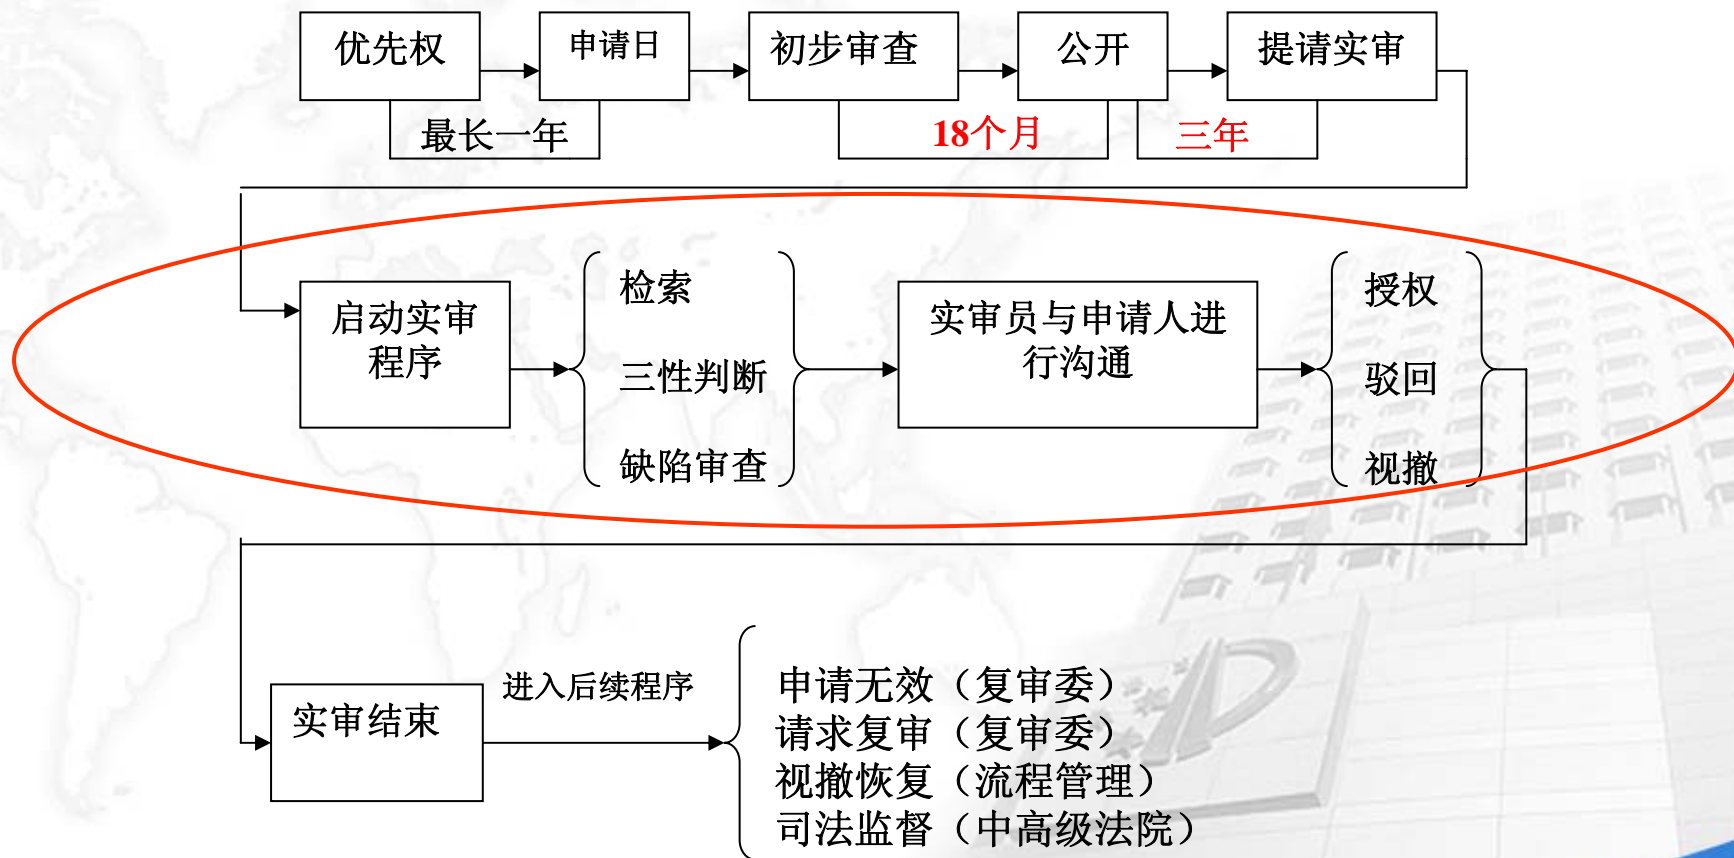 优先权
申请日
初步审查
公开
提请实审
最长一年
18个月
三年
启动实审
程序
检索
三性判断
缺陷审查
实审员与申请人进
行沟通
授权
驳回
视撤
实审结束
进入后续程序
申请无效（复审委）
请求复审（复审委）
视撤恢复（流程管理）
司法监督（中高级法院）